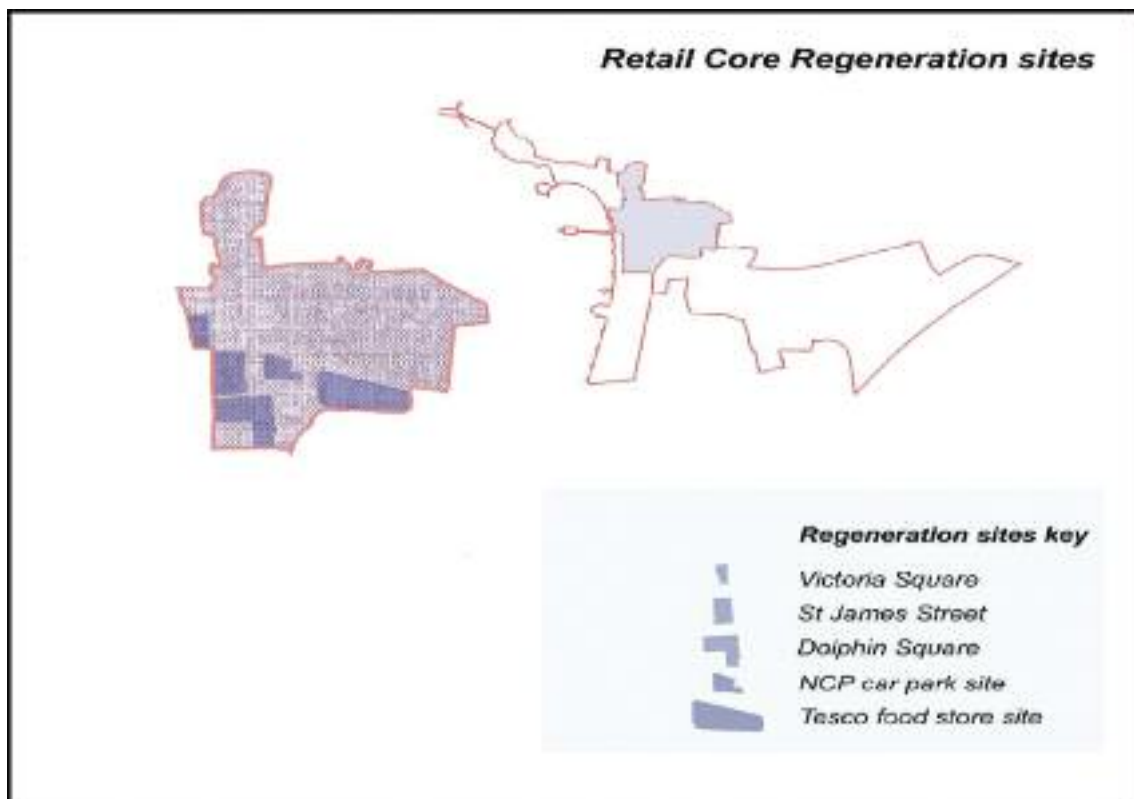 Retail Core Regeneration sites
Regeneration sites key
Victoria Square
St James Street
Dolphin Square
NCP car park site
Tesco food store site